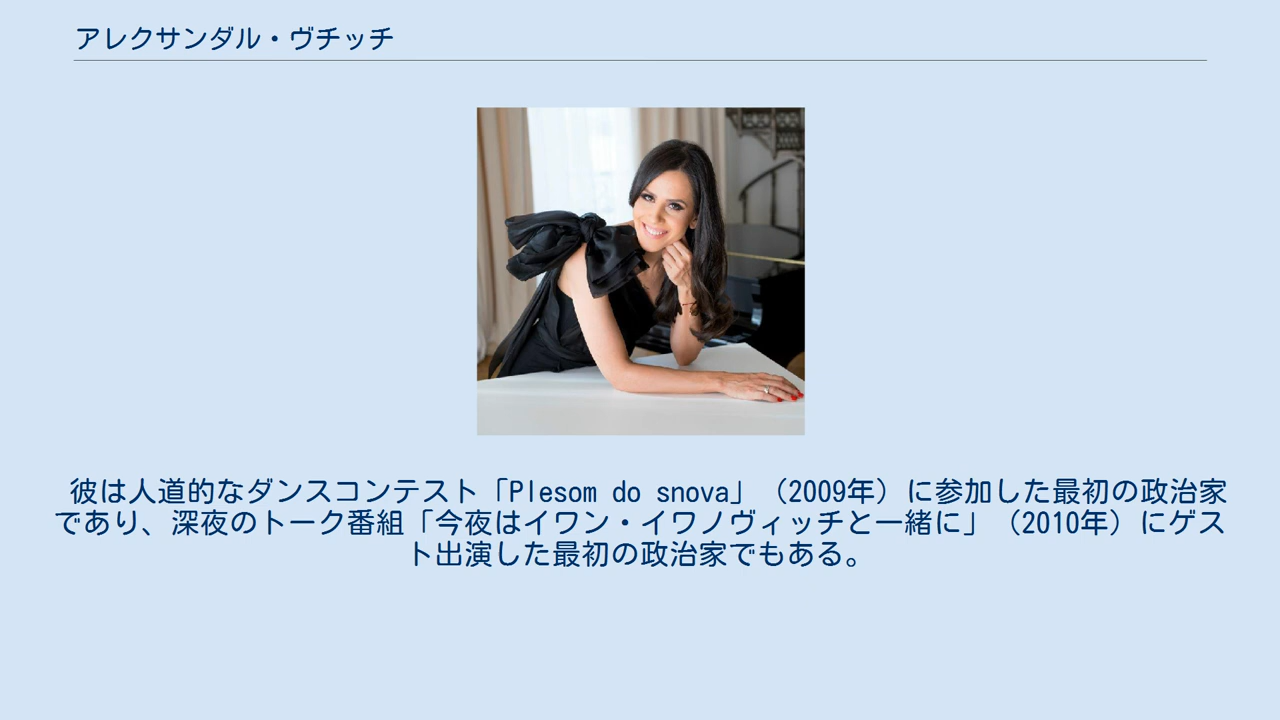 アレクサンダル・ヴチッチ
彼は人道的なダンスコンテスト「Plesom do snova」（2009年）に参加した最初の政治家
であり、深夜のトーク番組「今夜はイワン・イワノヴィッチと一緒に」（2010年）にゲス
ト出演した最初の政治家でもある。